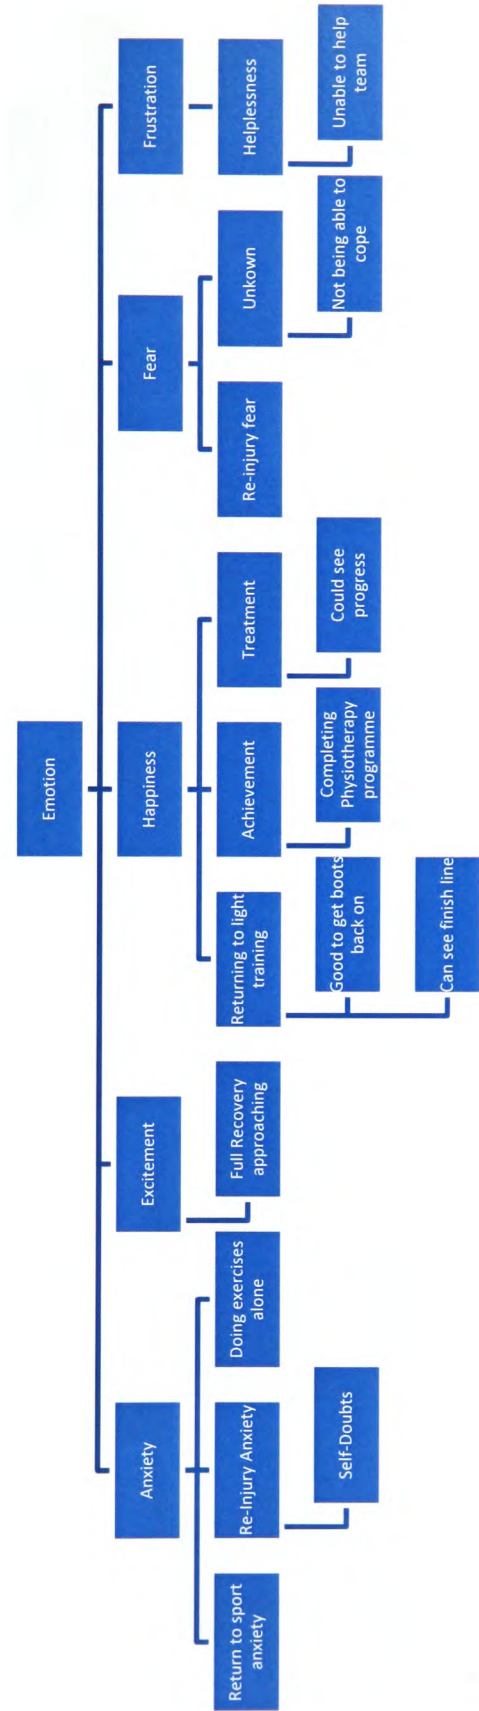 Emotion
Anxiety
Excitement
Happiness
Fear
Frustration
Return to sport
anxiety
Re-Injury Anxiety
Doing exercises
alone
Full Recovery
approaching
Returning to light
training
Achievement
Treatment
Re-injury fear
Unkown
Helplessness
Self-Doubts
Good to get boots
back on
Completing
Physiotherapy
programme
Could see
progress
Not being able to
cope
Unable to help
team
Can see finish line